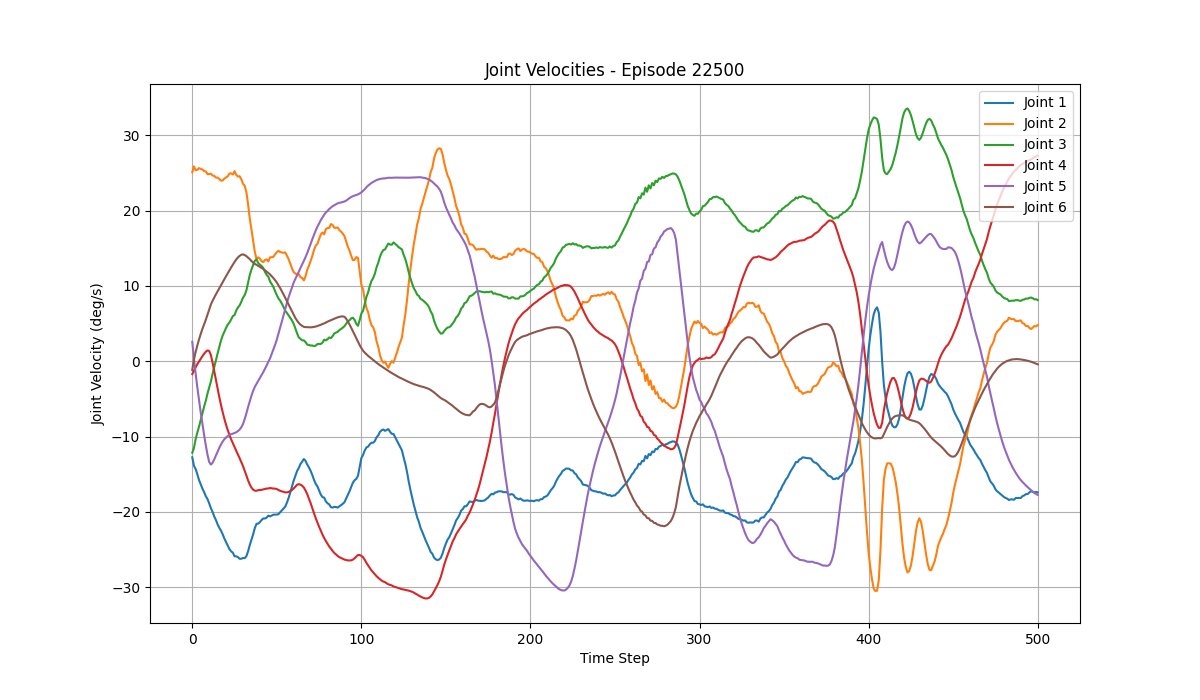 Joint Velocities - Episode 22500
Joint 1
Joint 2
Joint 3
Joint 4
Joint 5
Joint 6
Joint Velocity (deg/s)
30
20
10
0
−10
−20
−30
0
100
200
300
400
500
Time Step